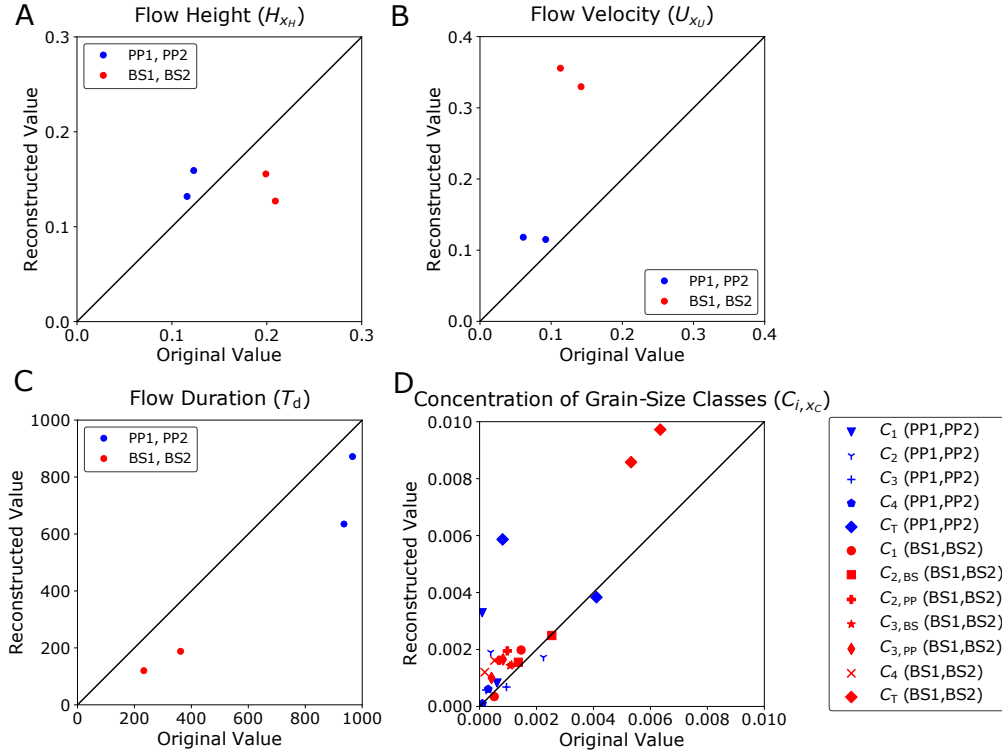 A
Flow Height (H_{x_H})
0.3
0.2
0.1
0.0
Reconstructed Value
PP1, PP2
BS1, BS2
0.0 0.1 0.2 0.3
Original Value
B
Flow Velocity (U_{x_U})
0.4
0.3
0.2
0.1
0.0
Reconstructed Value
PP1, PP2
BS1, BS2
0.0 0.1 0.2 0.3 0.4
Original Value
C
Flow Duration (T_d)
1000
800
600
400
200
0
Reconstructed Value
PP1, PP2
BS1, BS2
0 200 400 600 800 1000
Original Value
D
Concentration of Grain-Size Classes (C_{i,x_C})
0.010
0.008
0.006
0.004
0.002
0.000
Reconstructed Value
0.000 0.002 0.004 0.006 0.008 0.010
Original Value
C_1 (PP1,PP2)
C_2 (PP1,PP2)
C_3 (PP1,PP2)
C_4 (PP1,PP2)
C_T (PP1,PP2)
C_1 (BS1,BS2)
C_{2,BS} (BS1,BS2)
C_{2,PP} (BS1,BS2)
C_{3,BS} (BS1,BS2)
C_{3,PP} (BS1,BS2)
C_4 (BS1,BS2)
C_T (BS1,BS2)